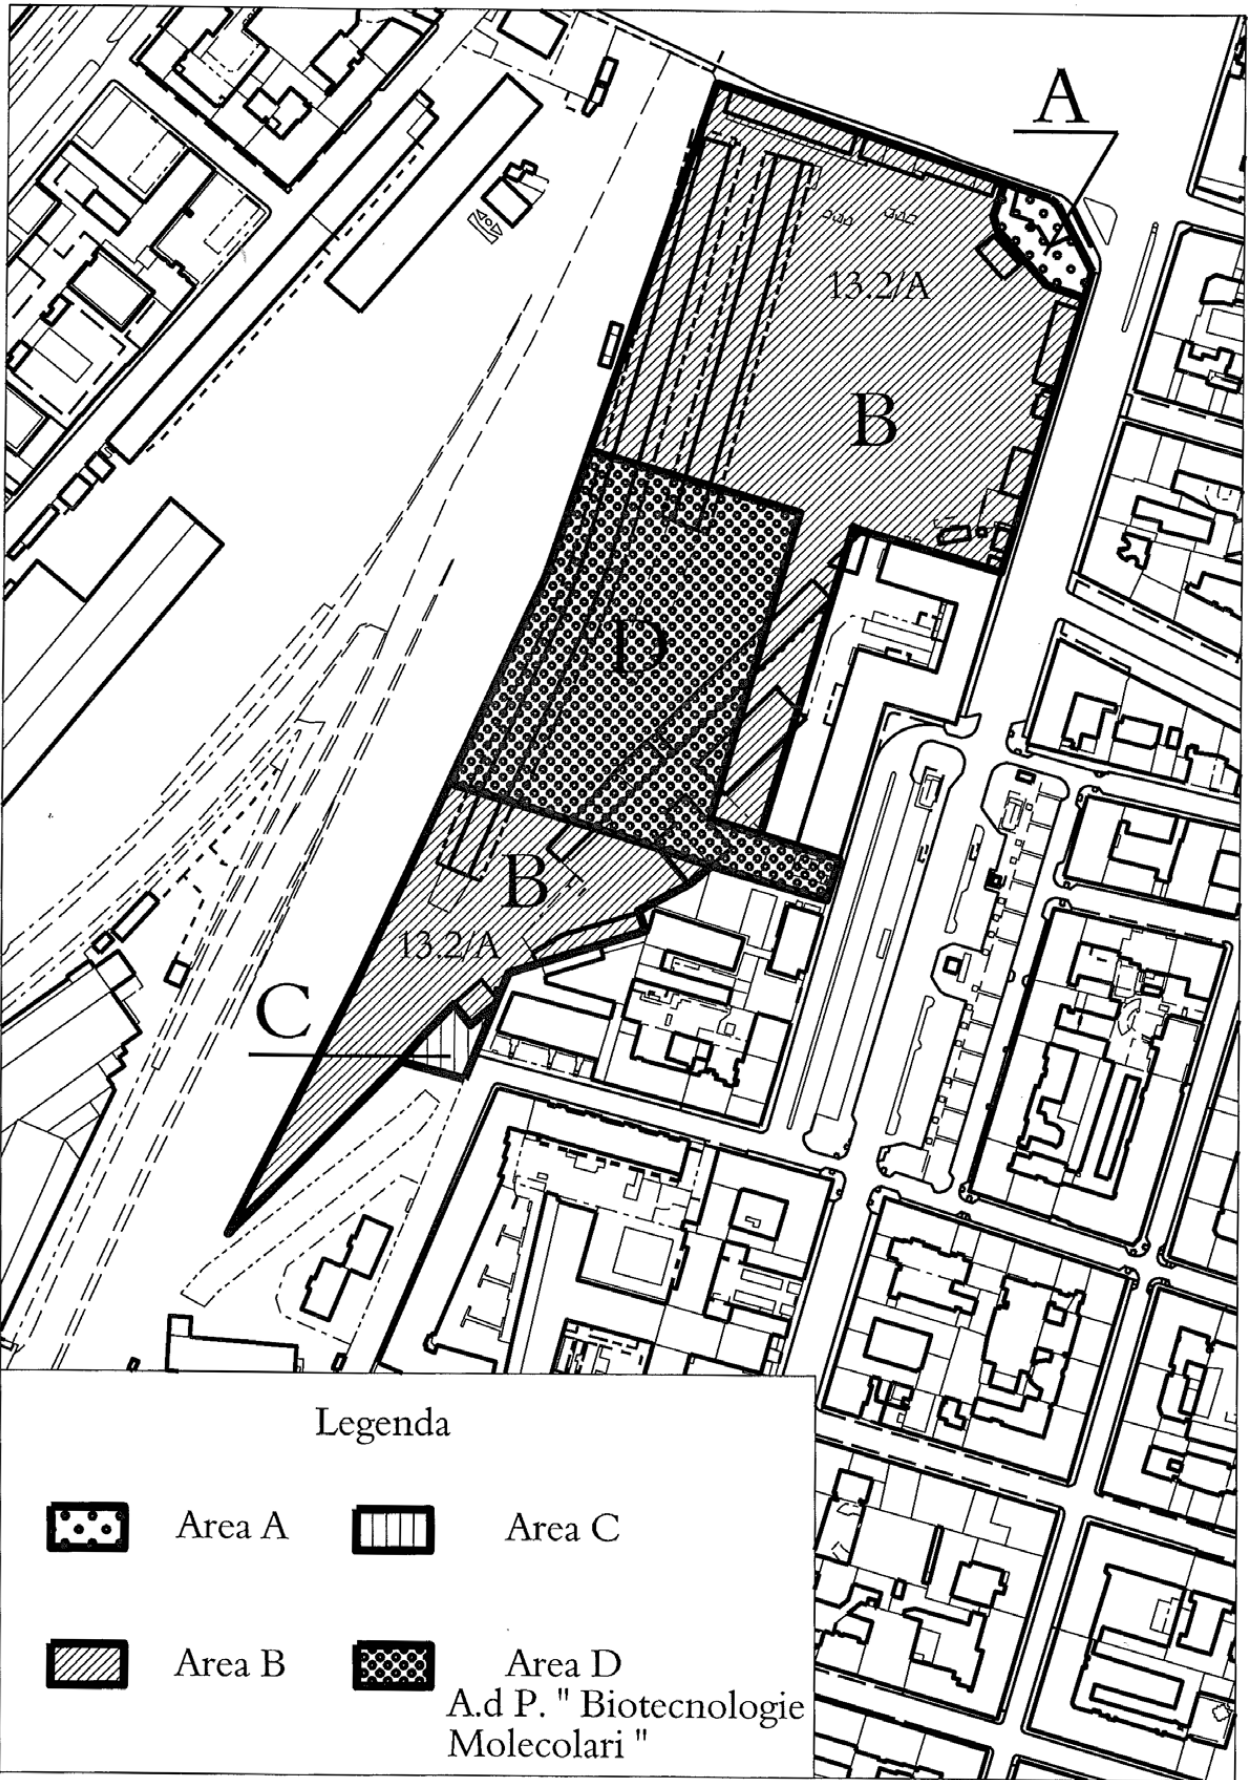 A
13.2/A
B
D
B
13.2/A
C
Legenda
Area A
Area C
Area B
Area D
A.d P. " Biotecnologie
Molecolari "